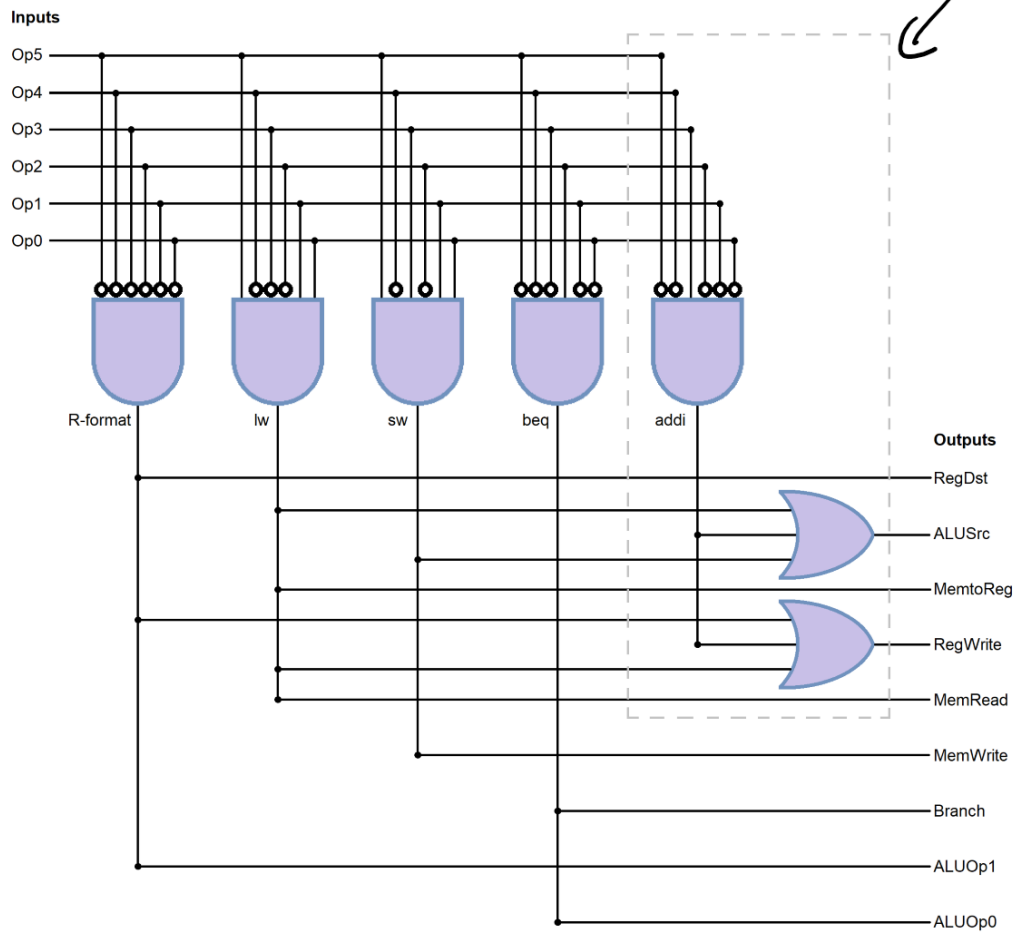 Inputs
Op5
Op4
Op3
Op2
Op1
Op0
R-format
lw
sw
beq
addi
Outputs
RegDst
ALUSrc
MemtoReg
RegWrite
MemRead
MemWrite
Branch
ALUOp1
ALUOp0